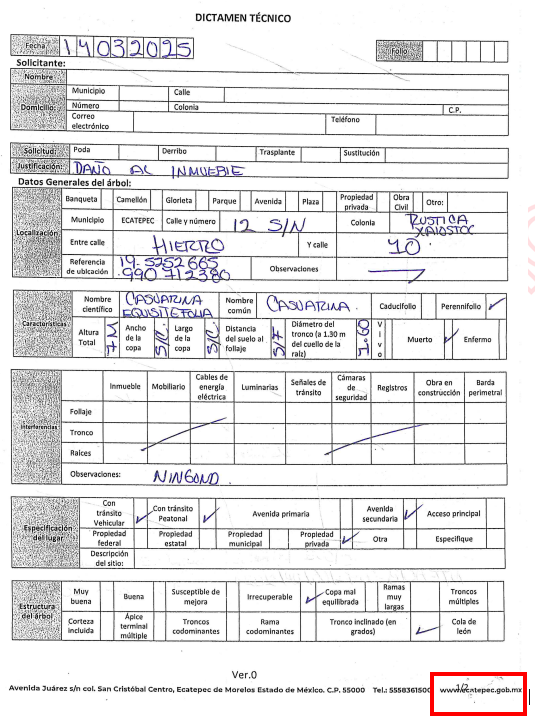 DICTAMEN TÉCNICO
Fecha 14032025 Folio
Solicitante:
Nombre
Domicilio: Municipio Calle
Número Colonia C.P.
Correo electrónico Teléfono
Solicitud: Poda Derribo Trasplante Sustitución
Justificación: DAÑO AL INMUEBLE
Datos Generales del árbol:
Banqueta Camellón Glorieta Parque Avenida Plaza Propiedad privada Obra Civil Otro:
Localización Municipio ECATEPEC Calle y número 12 S/N Colonia RUSTICA XALOSTOC
Entre calle HIERRO Y calle 10
Referencia de ubicación 19.5252665 Observaciones
.990712380
Características Nombre científico CASUARINA EQUISITEFOLIA Nombre común CASUARINA. Caducifolio Perennifolio ✓
Altura Total 7M Ancho de la copa S/C. Largo de la copa S/C. Distancia del suelo al follaje S/F Diámetro del tronco (a 1.30 m del cuello de la raíz) 1.60 Vivo Muerto ✓ Enfermo
Inmueble Mobiliario Cables de energía eléctrica Luminarias Señales de tránsito Cámaras de seguridad Registros Obra en construcción Barda perimetral
Follaje
Interferencias Tronco
Raíces
Observaciones: NINGONO.
Especificación del lugar Con tránsito Vehicular ✓ Con tránsito Peatonal ✓ Avenida primaria Avenida secundaria ✓ Acceso principal
Propiedad federal Propiedad estatal Propiedad municipal Propiedad privada ✓ Otra Especifique
Descripción del sitio:
Estructura del árbol Muy buena Buena Susceptible de mejora Irrecuperable ✓ Copa mal equilibrada Ramas muy largas Troncos múltiples
Corteza incluida Ápice terminal múltiple Troncos codominantes Rama codominantes Tronco inclinado (en grados) ✓ Cola de león
Ver.0
1/2
Avenida Juárez s/n col. San Cristóbal Centro, Ecatepec de Morelos Estado de México. C.P. 55000 Tel.: 5558361500 www.ecatepec.gob.mx